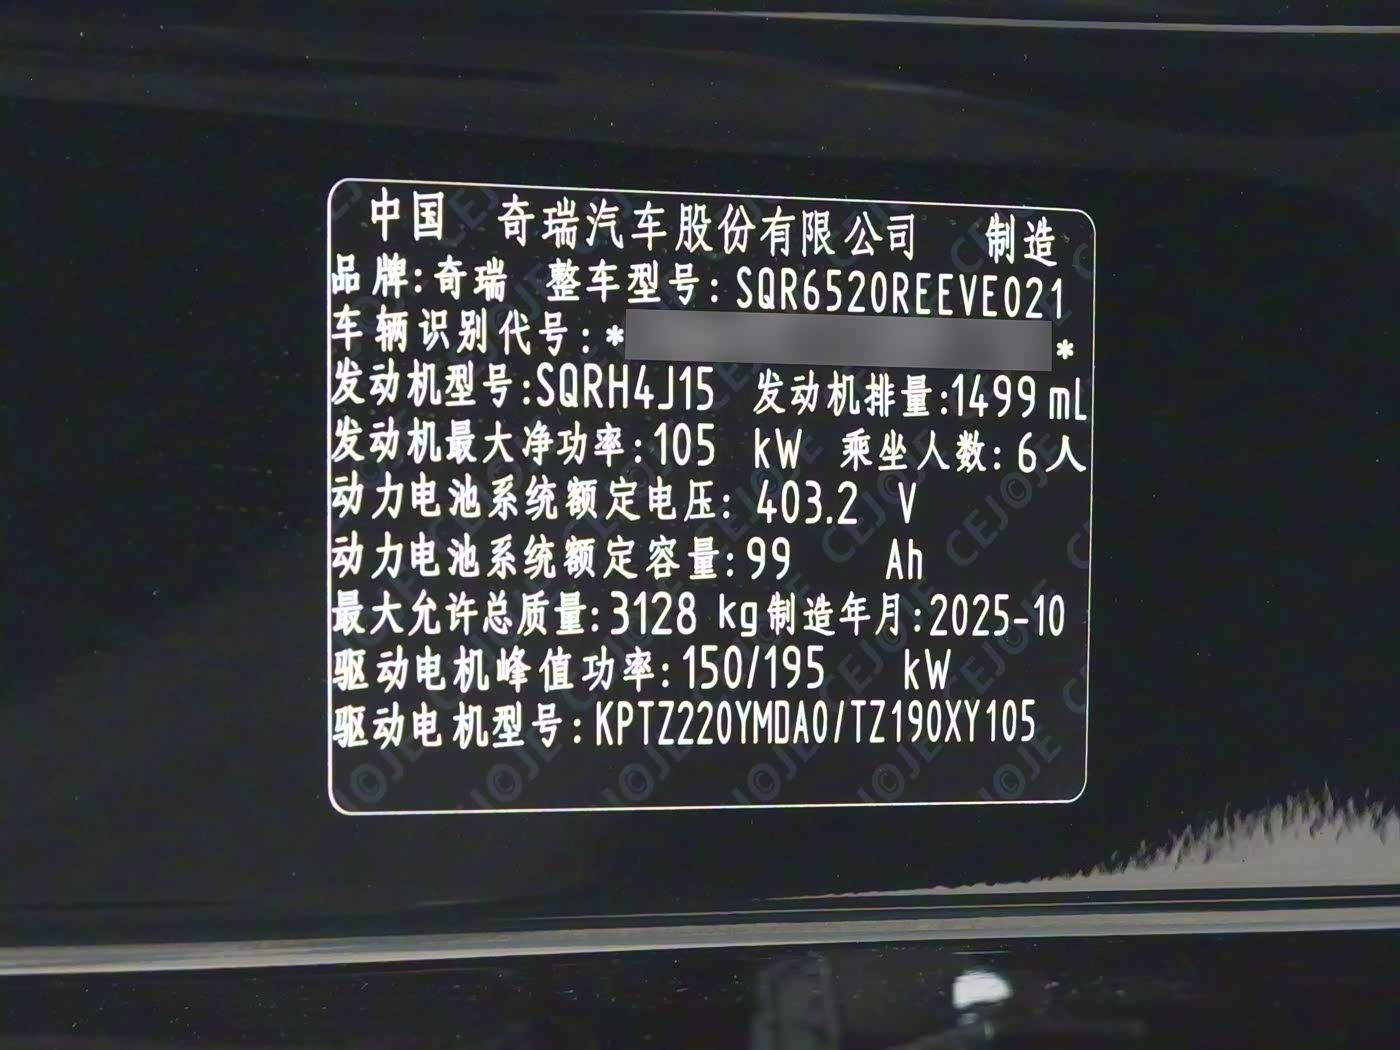 中国 奇瑞汽车股份有限公司 制造
品牌:奇瑞 整车型号:SQR6520REEVE021
车辆识别代号:* *
发动机型号:SQRH4J15 发动机排量:1499 mL
发动机最大净功率:105 kW 乘坐人数:6人
动力电池系统额定电压:403.2 V
动力电池系统额定容量:99 Ah
最大允许总质量:3128 kg制造年月:2025-10
驱动电机峰值功率:150/195 kW
驱动电机型号:KPTZ220YMDA0/TZ190XY105